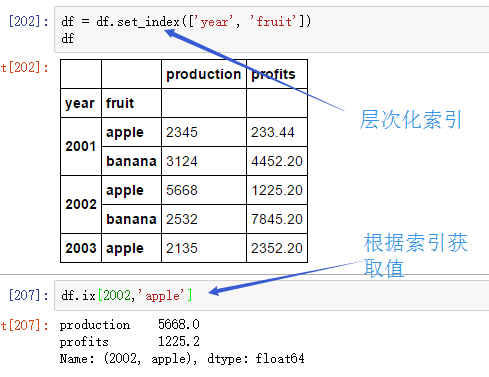 [202]: df = df.set_index(['year', 'fruit'])
df
t[202]:
production profits
year fruit
2001 apple 2345 233.44
banana 3124 4452.20
2002 apple 5668 1225.20
banana 2532 7845.20
2003 apple 2135 2352.20
层次化索引
根据索引获
取值
[207]: df.ix[2002,'apple']
t[207]: production 5668.0
profits 1225.2
Name: (2002, apple), dtype: float64